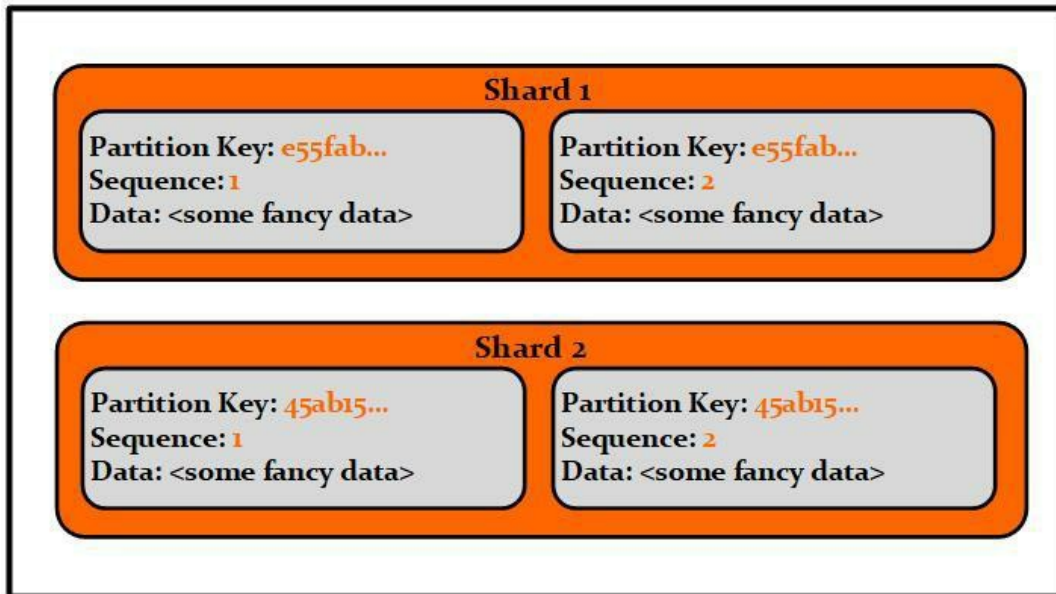 Shard 1
Partition Key: e55fab...
Sequence: 1
Data: <some fancy data>
Partition Key: e55fab...
Sequence: 2
Data: <some fancy data>
Shard 2
Partition Key: 45ab15...
Sequence: 1
Data: <some fancy data>
Partition Key: 45ab15...
Sequence: 2
Data: <some fancy data>